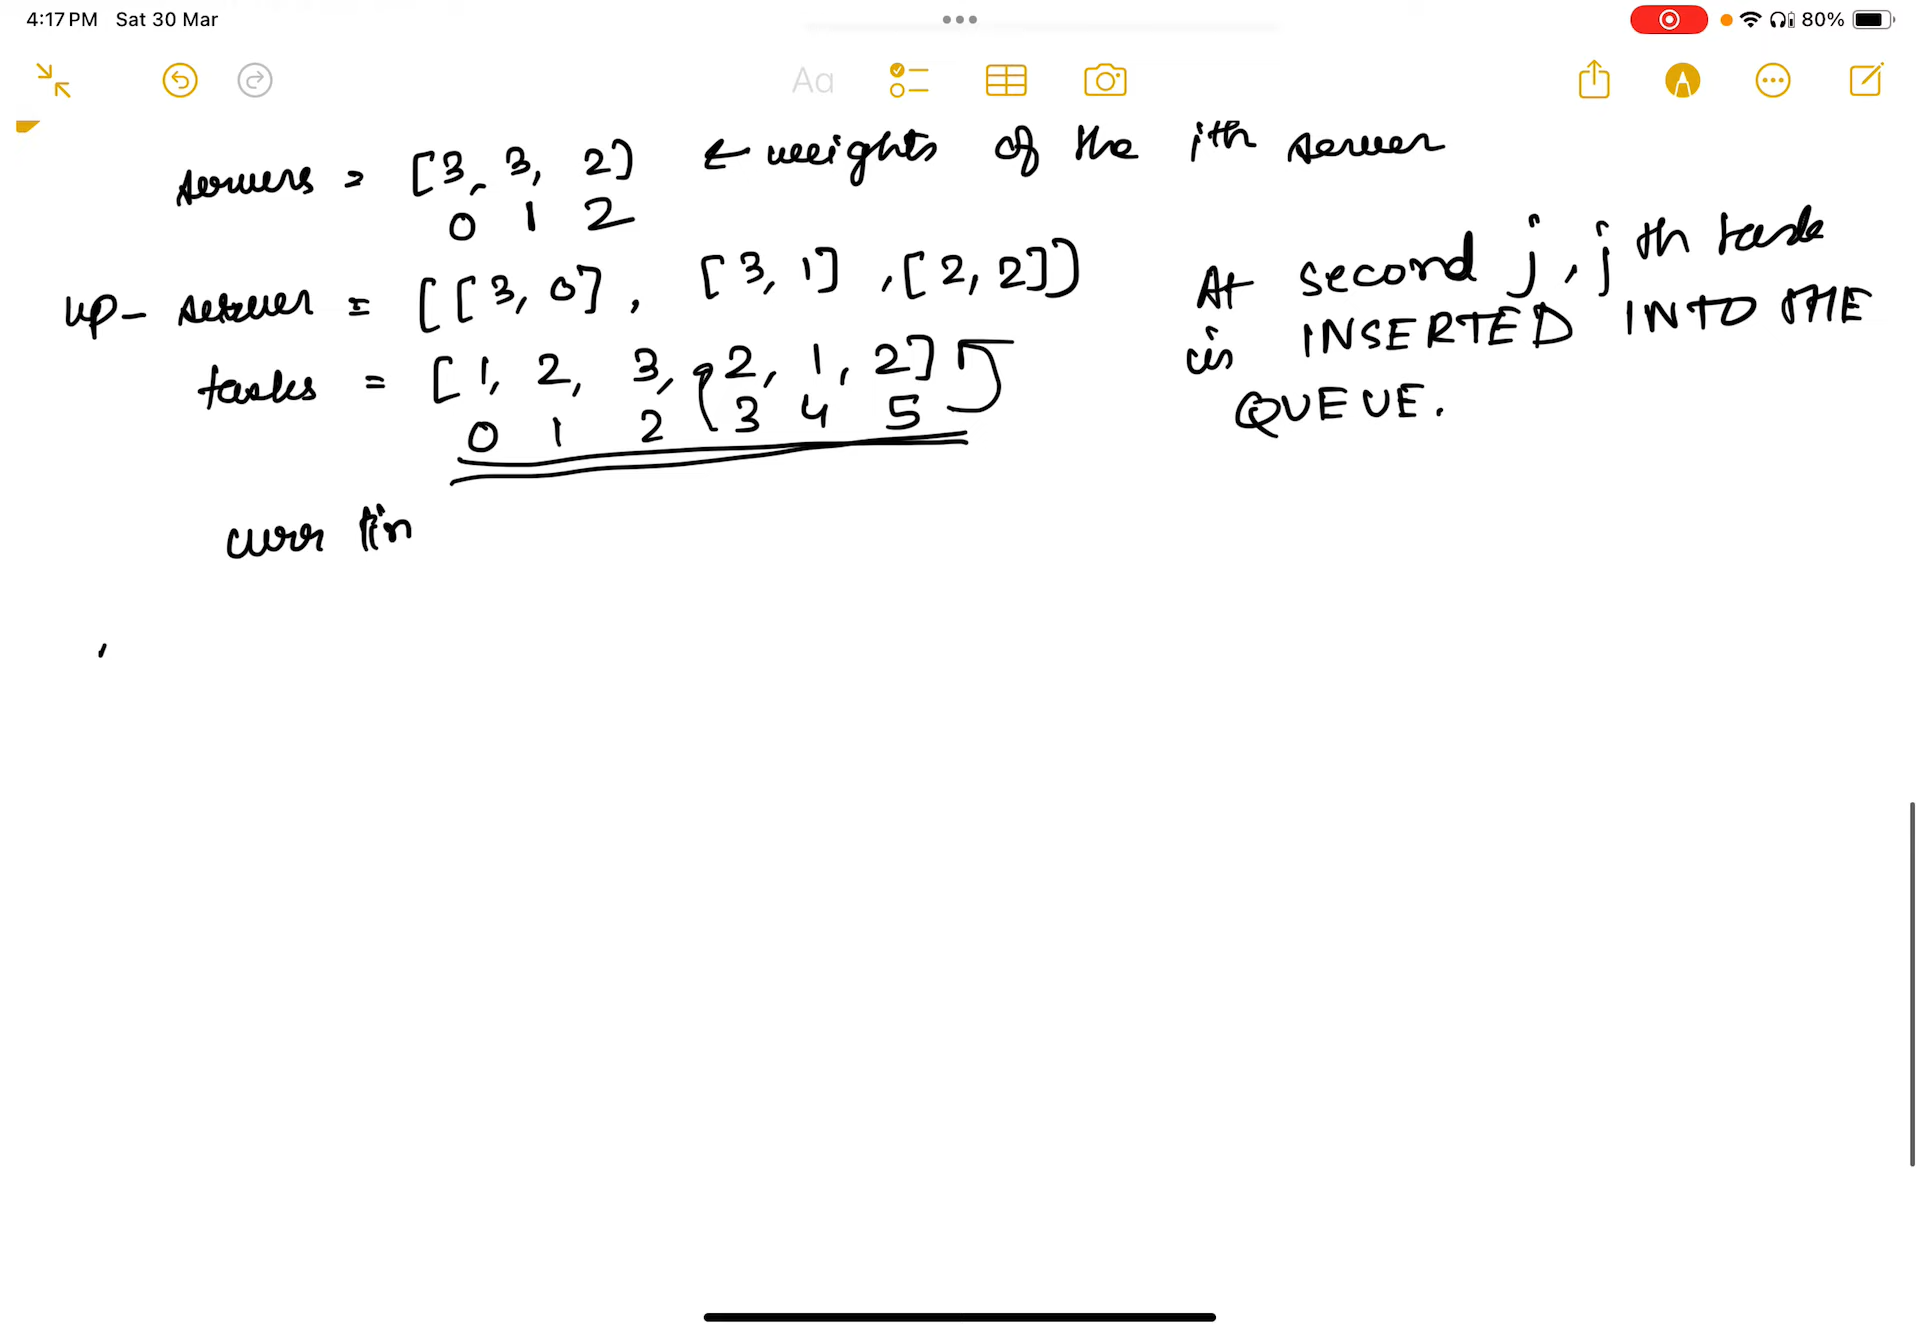 4:17 PM Sat 30 Mar
80%
Aa
servers = [3, 3, 2] ← weights of the ith server
0 1 2
up-server = [[3, 0], [3, 1], [2, 2]]
tasks = [1, 2, 3, 2, 1, 2]
0 1 2 3 4 5
At second j, jth task
is INSERTED INTO THE
QUEUE.
curr tin